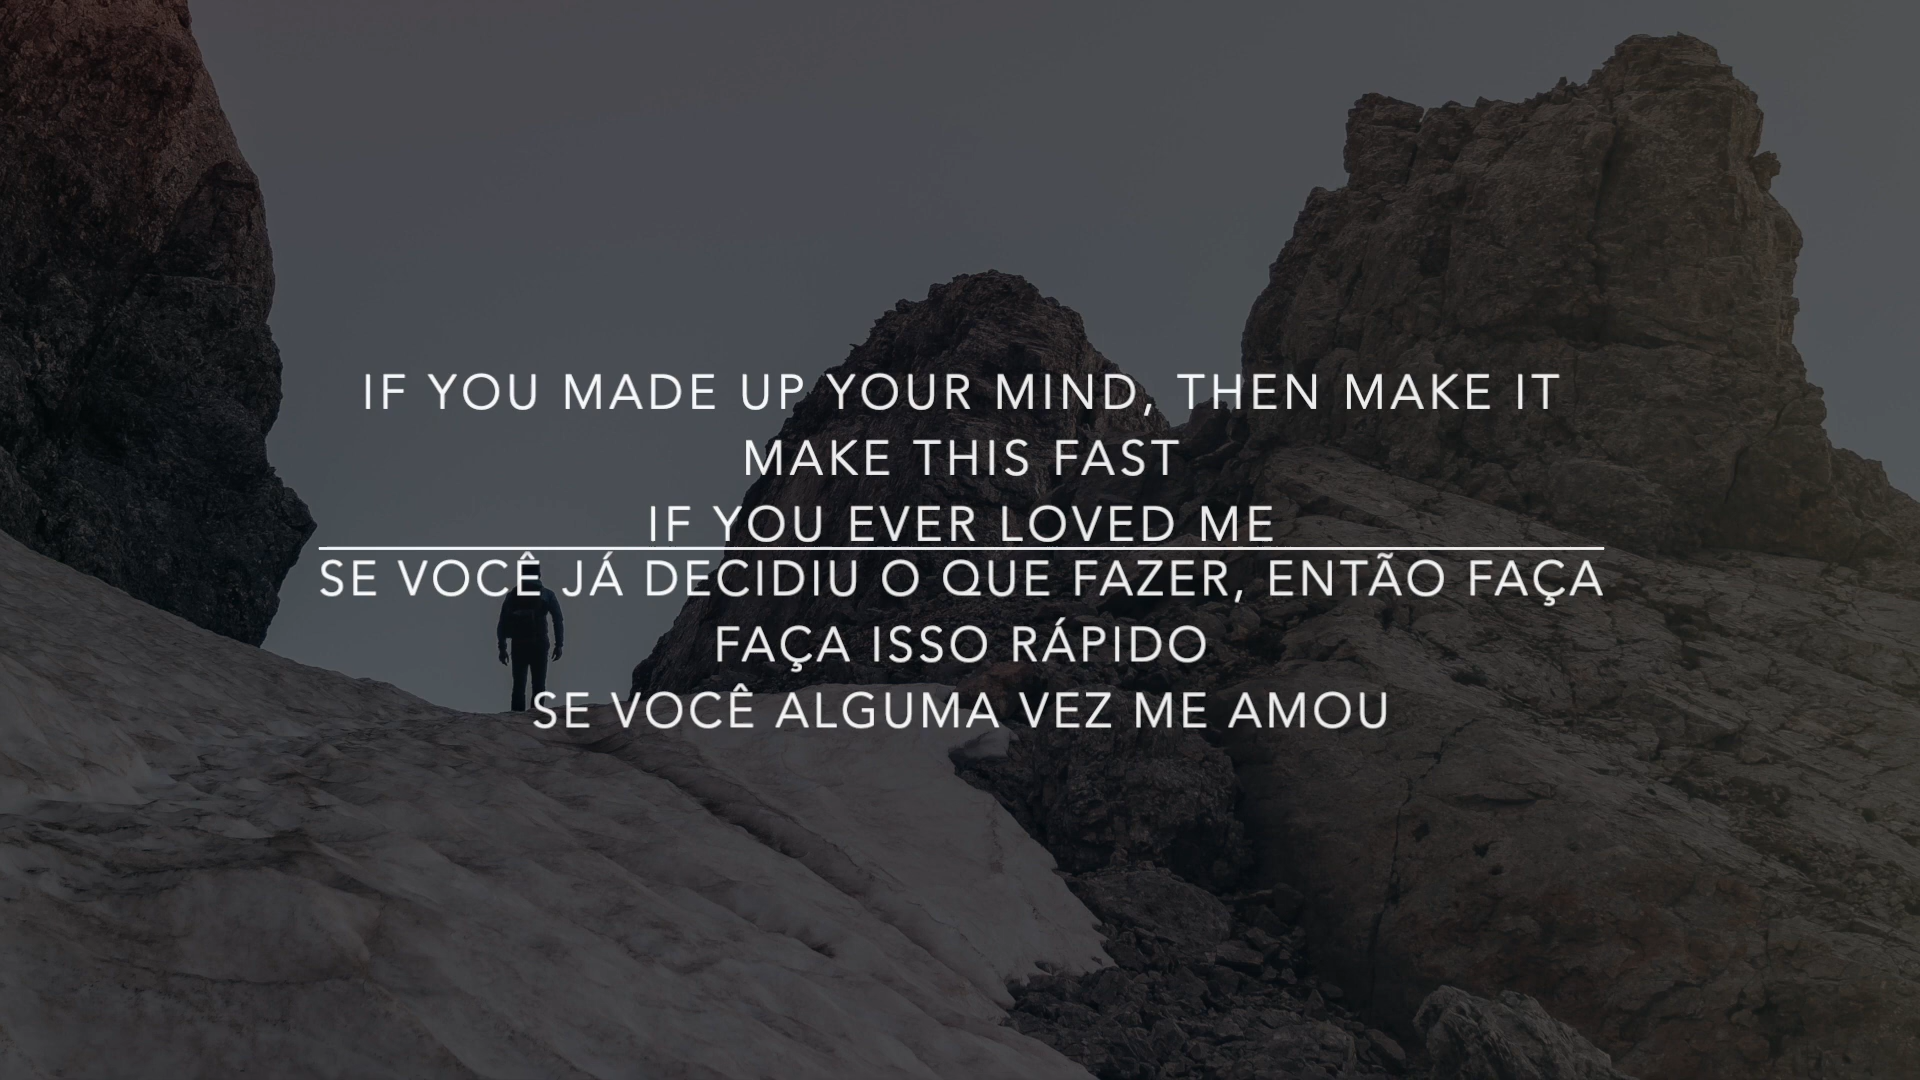 IF YOU MADE UP YOUR MIND, THEN MAKE IT
MAKE THIS FAST
IF YOU EVER LOVED ME
SE VOCÊ JÁ DECIDIU O QUE FAZER, ENTÃO FAÇA
FAÇA ISSO RÁPIDO
SE VOCÊ ALGUMA VEZ ME AMOU